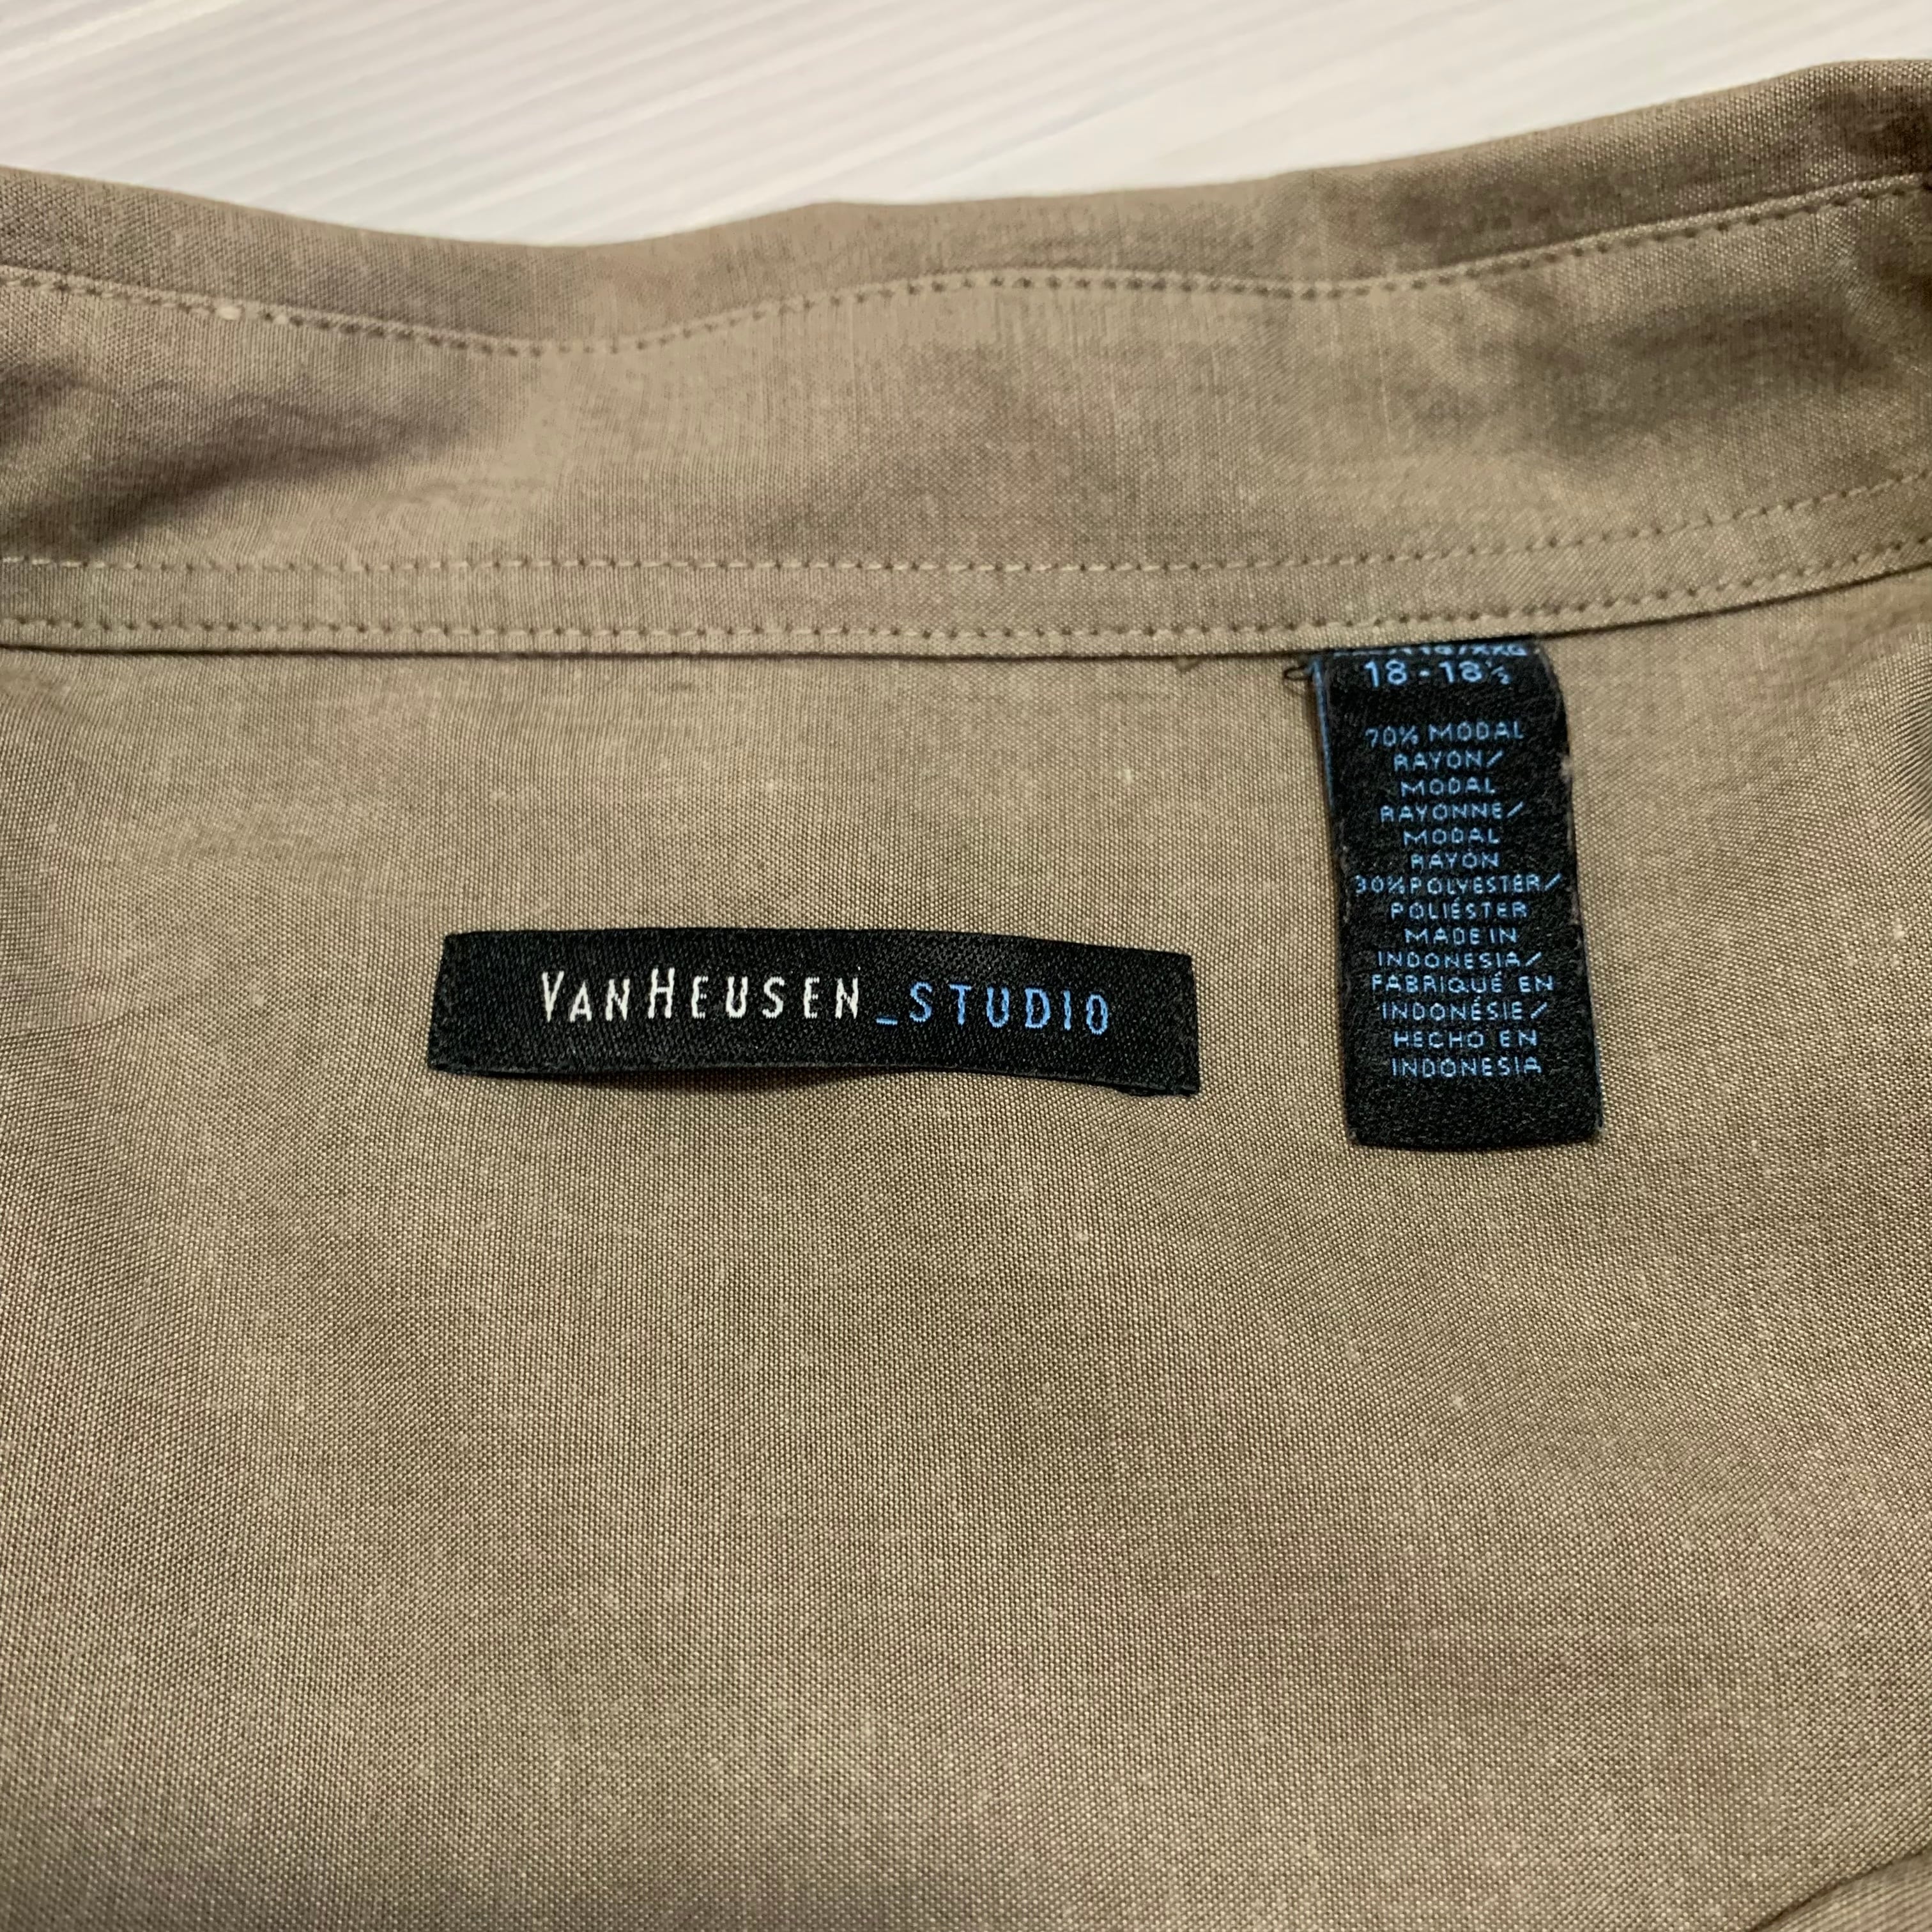 VANHEUSEN_STUDIO
18-18½
70% MODAL
RAYON/
MODAL
RAYONNE/
MODAL
RAYON
30%POLYESTER/
POLIÉSTER
MADE IN
INDONESIA/
FABRIQUÉ EN
INDONÉSIE/
HECHO EN
INDONESIA